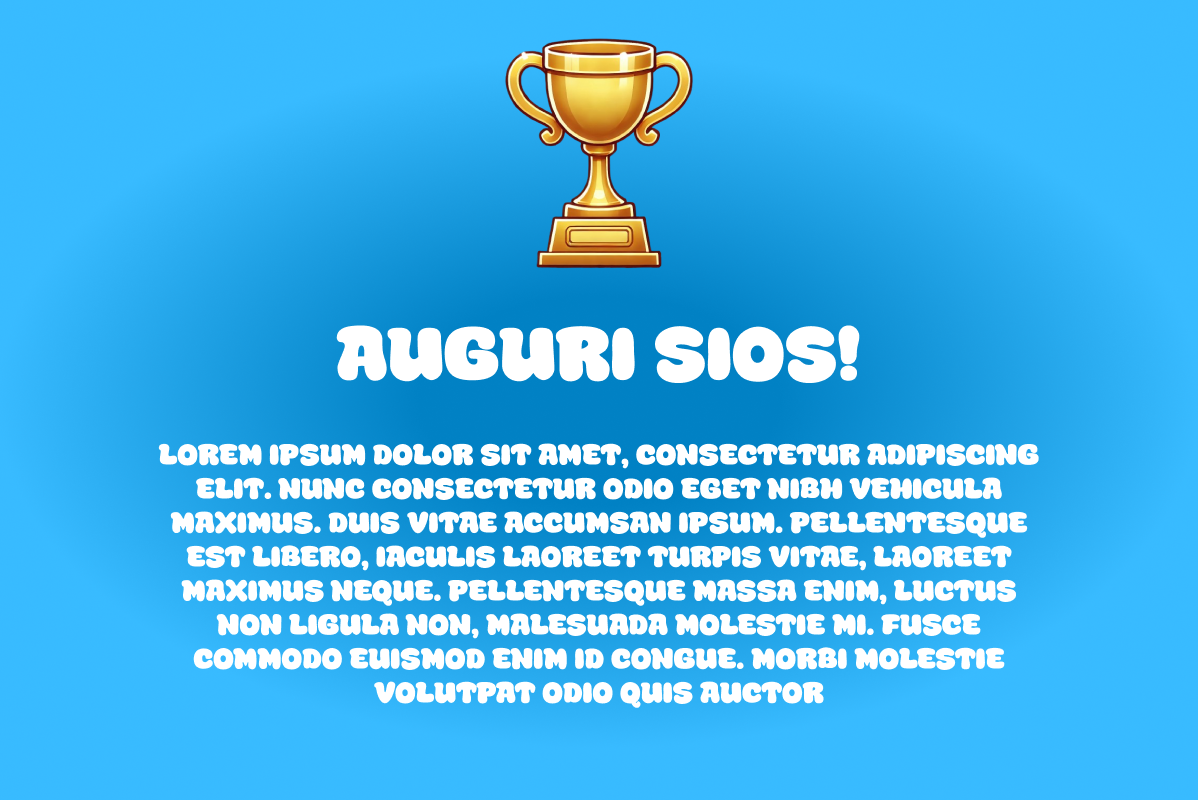 AUGURI SIOS!
LOREM IPSUM DOLOR SIT AMET, CONSECTETUR ADIPISCING
ELIT. NUNC CONSECTETUR ODIO EGET NIBH VEHICULA
MAXIMUS. DUIS VITAE ACCUMSAN IPSUM. PELLENTESQUE
EST LIBERO, IACULIS LAOREET TURPIS VITAE, LAOREET
MAXIMUS NEQUE. PELLENTESQUE MASSA ENIM, LUCTUS
NON LIGULA NON, MALESUADA MOLESTIE MI. FUSCE
COMMODO EUISMOD ENIM ID CONGUE. MORBI MOLESTIE
VOLUTPAT ODIO QUIS AUCTOR